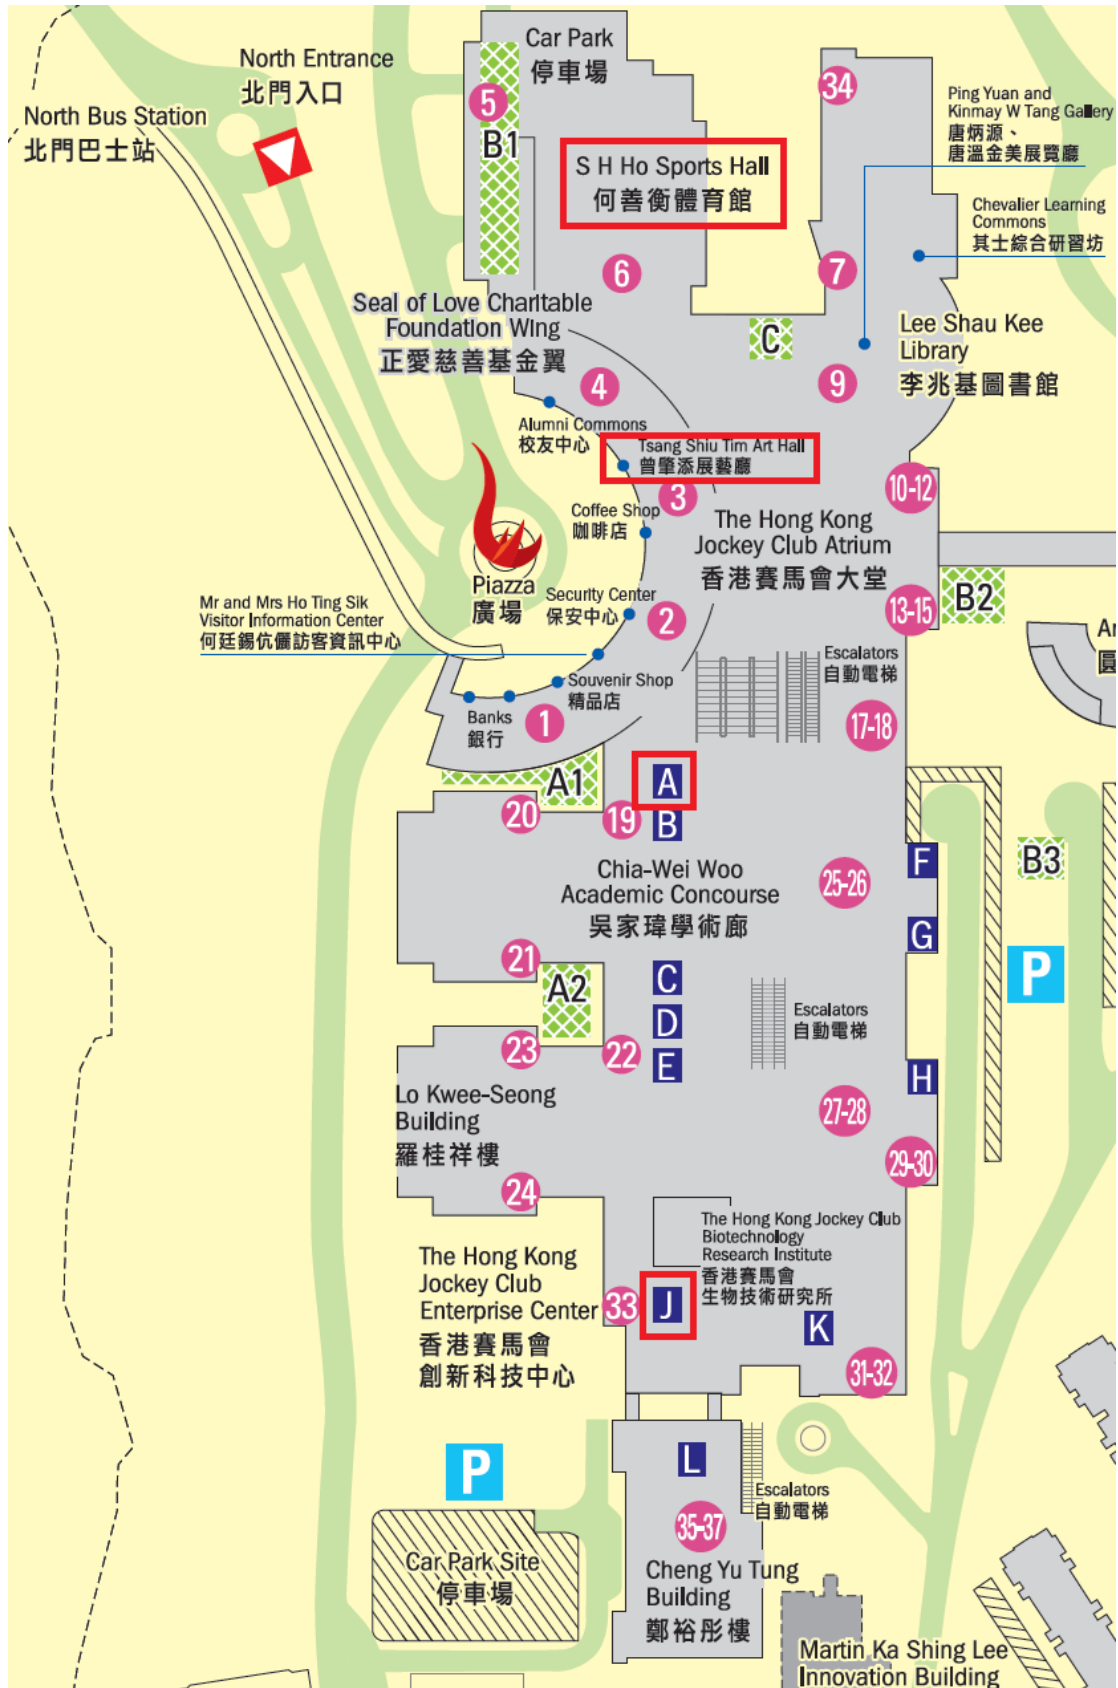 Car Park
停車場
North Entrance
北門入口
North Bus Station
北門巴士站
5
B1
34
Ping Yuan and
Kinmay W Tang Gallery
唐炳源、
唐溫金美展覽廳
S H Ho Sports Hall
何善衡體育館
Chevalier Learning
Commons
其士綜合研習坊
6
7
Seal of Love Charitable
Foundation Wing
正愛慈善基金翼
C
Lee Shau Kee
Library
李兆基圖書館
4
9
Alumni Commons
校友中心
Tsang Shiu Tim Art Hall
曾肇添展藝廳
3
10-12
Coffee Shop
咖啡店
The Hong Kong
Jockey Club Atrium
香港賽馬會大堂
Piazza
廣場
Security Center
保安中心
2
13-15
B2
Mr and Mrs Ho Ting Sik
Visitor Information Center
何廷錫伉儷訪客資訊中心
Ar
圓
Escalators
自動電梯
Souvenir Shop
精品店
Banks
銀行
1
17-18
A1
A
20
19
B
Chia-Wei Woo
Academic Concourse
吳家瑋學術廊
25-26
F
B3
G
21
A2
C
P
D
Escalators
自動電梯
23
22
E
H
Lo Kwee-Seong
Building
羅桂祥樓
27-28
29-30
24
The Hong Kong Jockey Club
Biotechnology
Research Institute
香港賽馬會
生物技術研究所
The Hong Kong
Jockey Club
Enterprise Center
香港賽馬會
創新科技中心
33
J
K
31-32
P
L
Escalators
自動電梯
35-37
Car Park Site
停車場
Cheng Yu Tung
Building
鄭裕彤樓
Martin Ka Shing Lee
Innovation Building